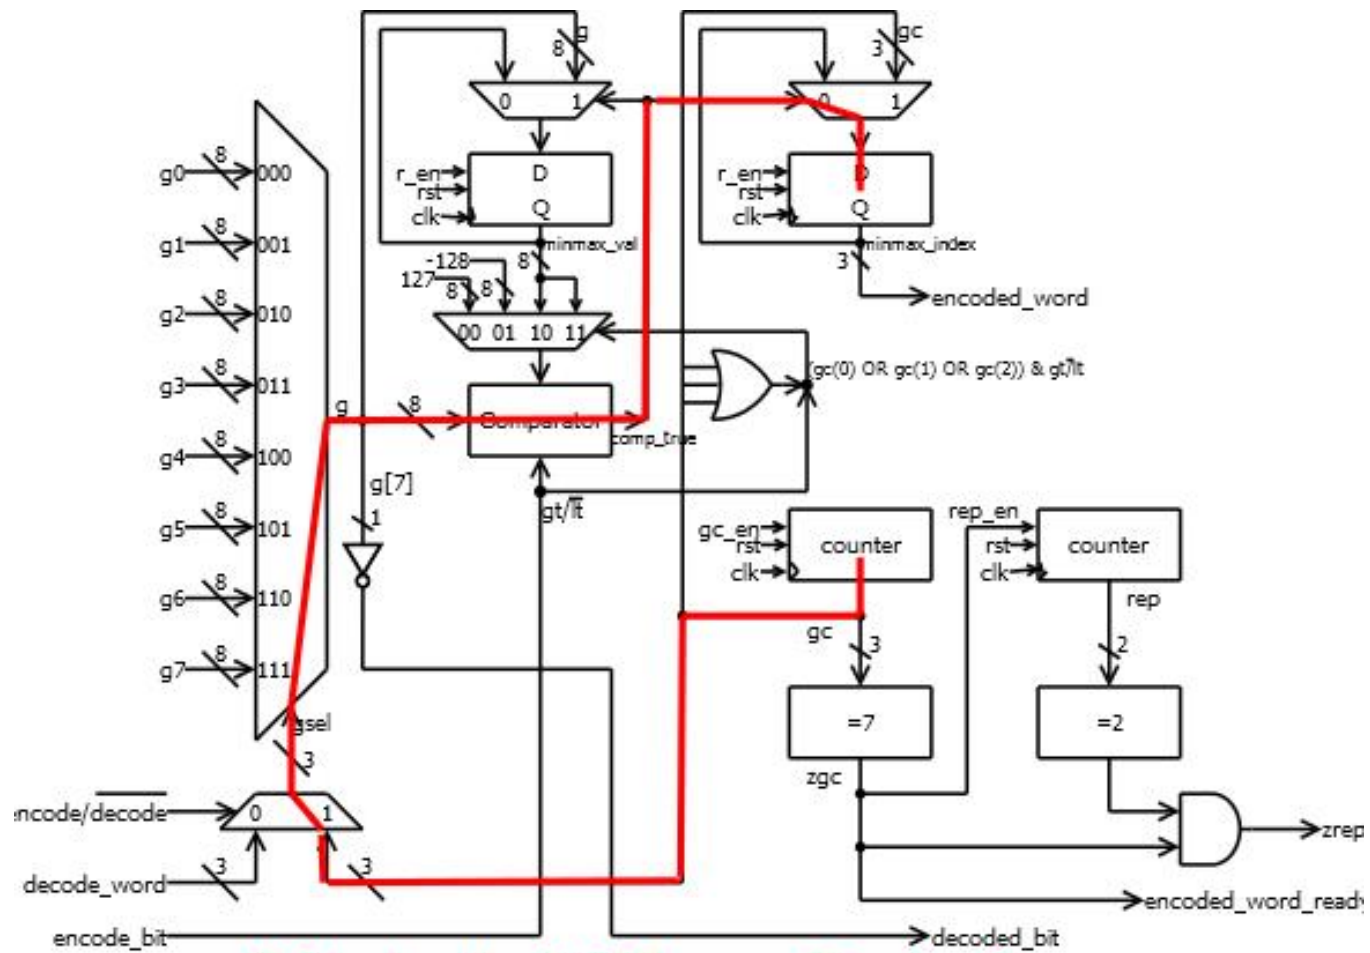 g
8
gc
3
0 1
0 1
g0 8 000
r_en
rst
clk
D
Q
r_en
rst
clk
D
Q
g1 8 001
minmax_val
minmax_index
-128
127
8
8
8
3
encoded_word
g2 8 010
00 01 10 11
g3 8 011
(gc(0) OR gc(1) OR gc(2)) & gt/l̅t̅
g
8
Comparator
comp_true
g4 8 100
g[7]
1
gt/l̅t̅
g5 8 101
gc_en
rst
clk
counter
rep_en
rst
clk
counter
g6 8 110
rep
gc
3
2
g7 8 111
gsel
3
=7
=2
zgc
encode/d̅e̅c̅o̅d̅e̅
0 1
zrep
decode_word
3
3
encoded_word_ready
encode_bit
decoded_bit